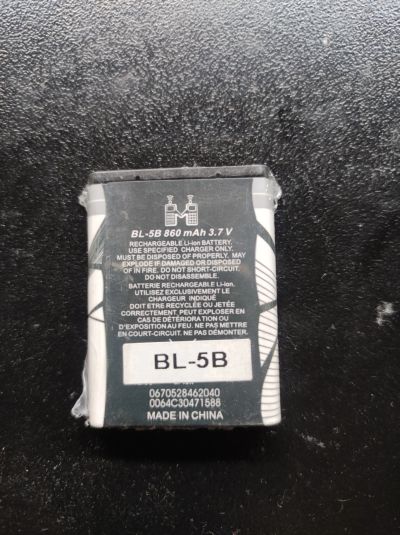 BL-5B 860 mAh 3.7 V
RECHARGEABLE Li-ion BATTERY.
USE SPECIFIED CHARGER ONLY.
MUST BE DISPOSED OF PROPERLY. MAY
EXPLODE IF DAMAGED OR DISPOSED
OF IN FIRE. DO NOT SHORT-CIRCUIT.
DO NOT DISASSEMBLE.
BATTERIE RECHARGEABLE Li-ion.
UTILISEZ EXCLUSIVEMENT LE
CHARGEUR INDIQUÉ
DOIT ETRE RECYCLÉE OU JETÉE
CORRECTEMENT. PEUT EXPLOSER EN
CAS DE DÉTÉRIORATION OU
D'EXPOSITION AU FEU. NE PAS METTRE
EN COURT-CIRCUIT. NE PAS DÉMONTER.
BL-5B
0670528462040
0064C30471588
MADE IN CHINA